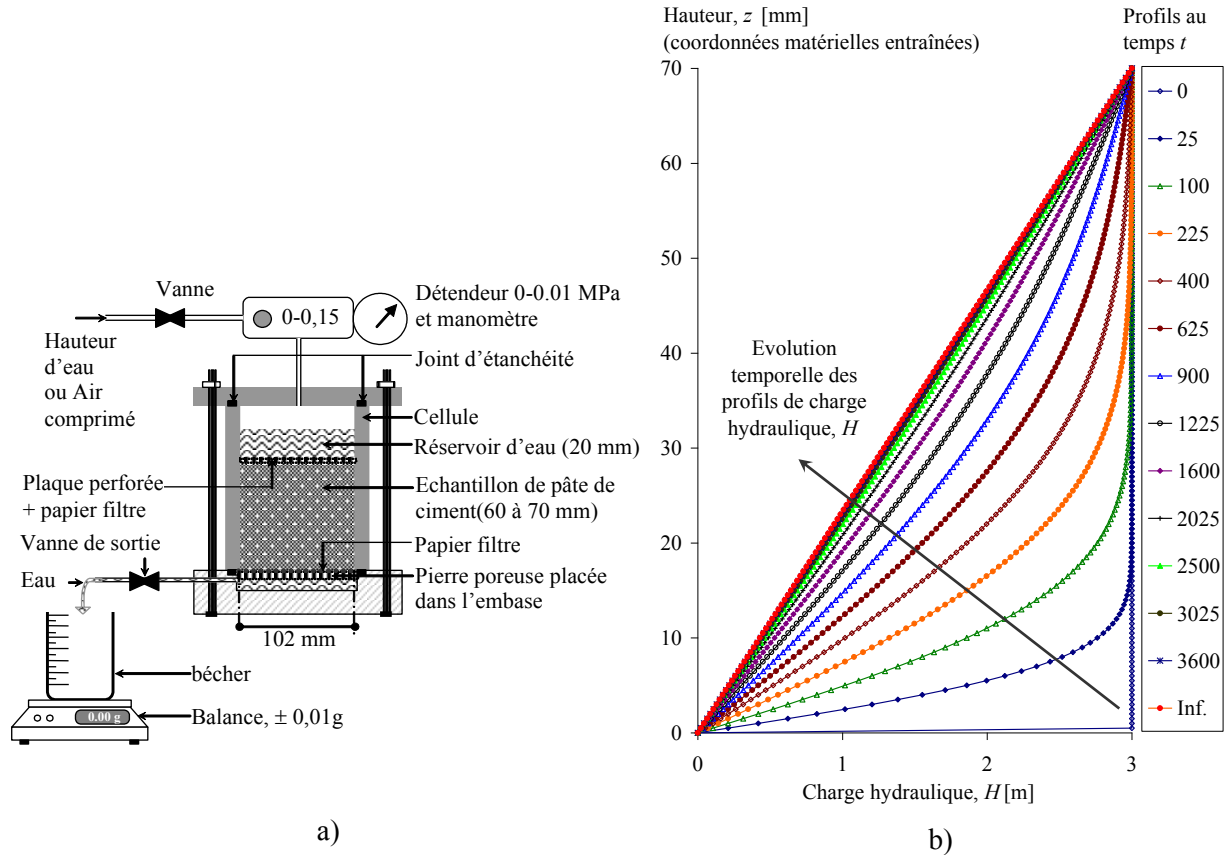 Vanne
0-0,15
Détendeur 0-0.01 MPa
et manomètre
Hauteur
d'eau
ou Air
comprimé
Joint d'étanchéité
Cellule
Réservoir d'eau (20 mm)
Plaque perforée
+ papier filtre
Echantillon de pâte de
ciment(60 à 70 mm)
Vanne de sortie
Papier filtre
Eau
Pierre poreuse placée
dans l'embase
102 mm
bécher
0.00 g
Balance, ± 0,01g
a)
Hauteur, z [mm]
(coordonnées matérielles entraînées)
Profils au
temps t
70
60
50
40
30
20
10
0
Evolution
temporelle des
profils de charge
hydraulique, H
0
1
2
3
Charge hydraulique, H [m]
0
25
100
225
400
625
900
1225
1600
2025
2500
3025
3600
Inf.
b)